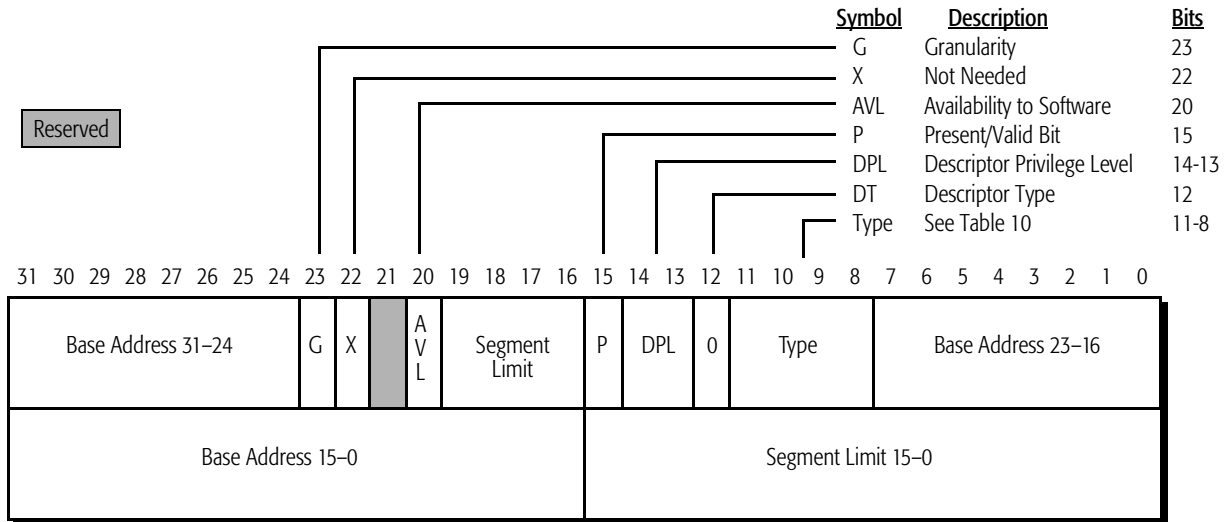 Symbol Description Bits
G Granularity 23
X Not Needed 22
AVL Availability to Software 20
P Present/Valid Bit 15
DPL Descriptor Privilege Level 14-13
DT Descriptor Type 12
Type See Table 10 11-8
Reserved
31 30 29 28 27 26 25 24 23 22 21 20 19 18 17 16 15 14 13 12 11 10 9 8 7 6 5 4 3 2 1 0
Base Address 31–24
G
X
A
V
L
Segment
Limit
P
DPL
0
Type
Base Address 23–16
Base Address 15–0
Segment Limit 15–0